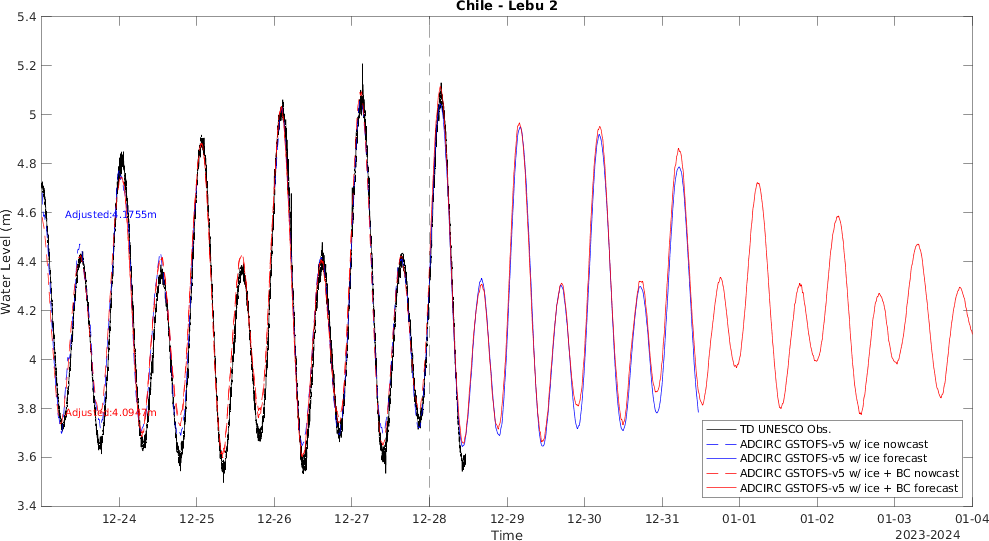 Chile - Lebu 2
5.4
5.2
5
4.8
4.6
4.4
4.2
4
3.8
3.6
3.4
Water Level (m)
Adjusted:4.1755m
Adjusted:4.0947m
TD UNESCO Obs.
ADCIRC GSTOFS-v5 w/ ice nowcast
ADCIRC GSTOFS-v5 w/ ice forecast
ADCIRC GSTOFS-v5 w/ ice + BC nowcast
ADCIRC GSTOFS-v5 w/ ice + BC forecast
12-24 12-25 12-26 12-27 12-28 12-29 12-30 12-31 01-01 01-02 01-03 01-04
Time
2023-2024